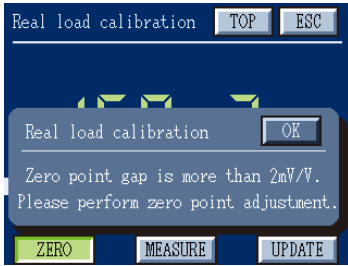 Real load calibration TOP ESC
Real load calibration OK
Zero point gap is more than 2mV/V.
Please perform zero point adjustment.
ZERO MEASURE UPDATE